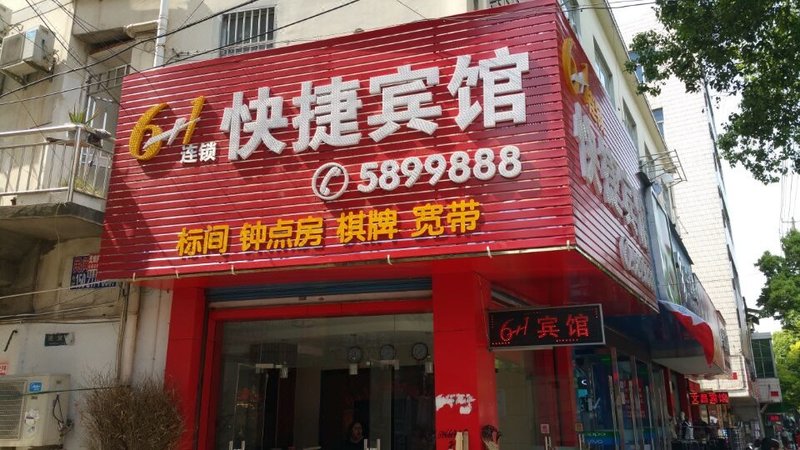 6+1
连锁
快捷宾馆
5899888
标间 钟点房 棋牌 宽带
6+1 宾馆